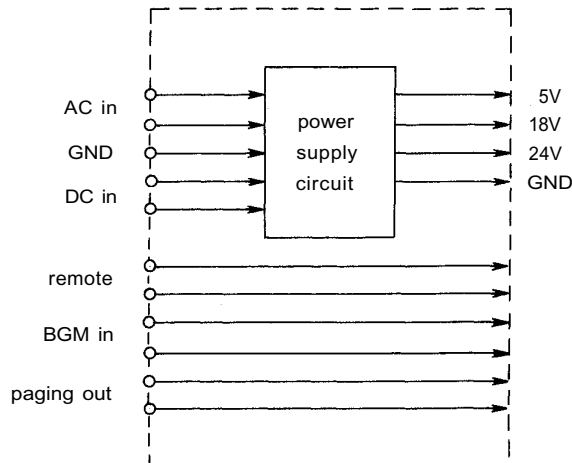 AC in
GND
DC in
remote
BGM in
paging out
power
supply
circuit
5V
18V
24V
GND